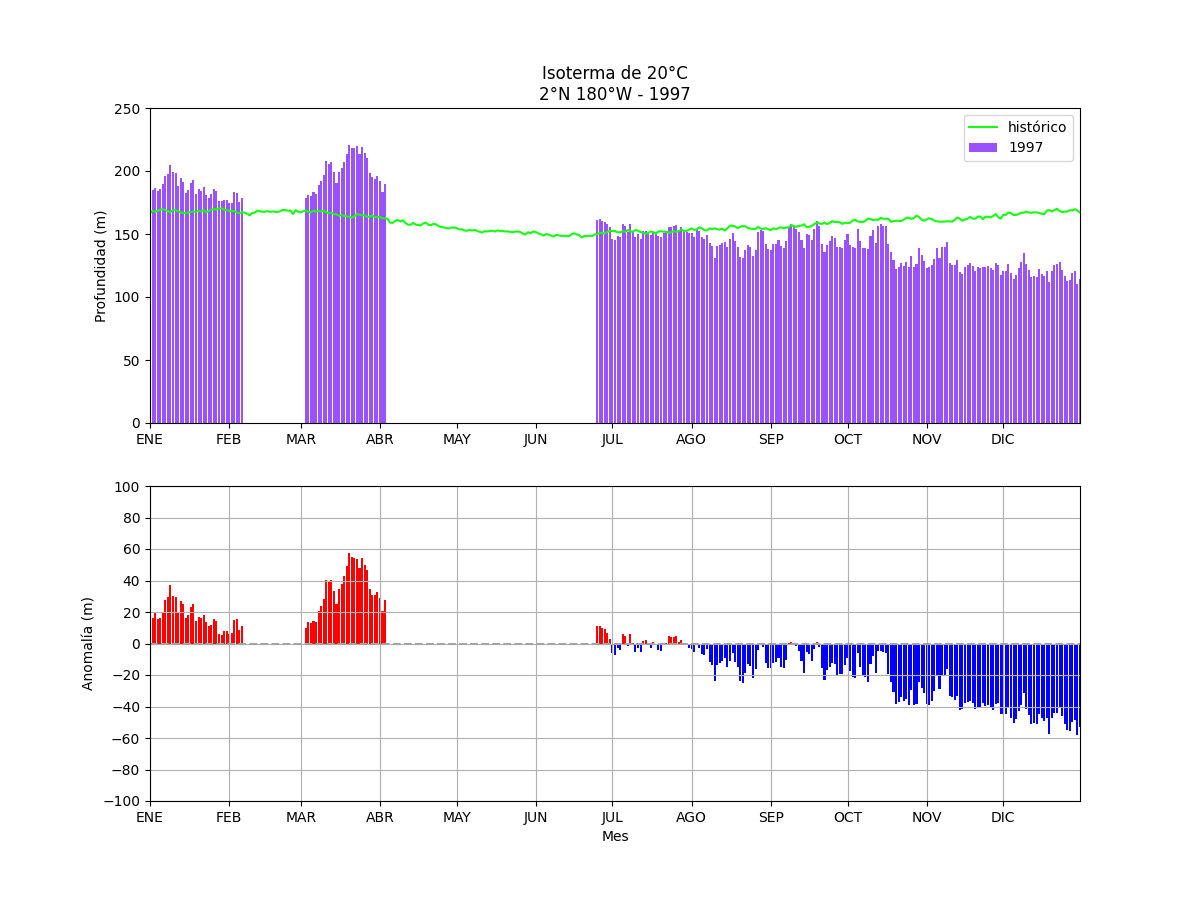 Isoterma de 20°C
2°N 180°W - 1997
250
200
150
100
50
0
Profundidad (m)
histórico
1997
ENE FEB MAR ABR MAY JUN JUL AGO SEP OCT NOV DIC
100
80
60
40
20
0
−20
−40
−60
−80
−100
Anomalía (m)
ENE FEB MAR ABR MAY JUN JUL AGO SEP OCT NOV DIC
Mes